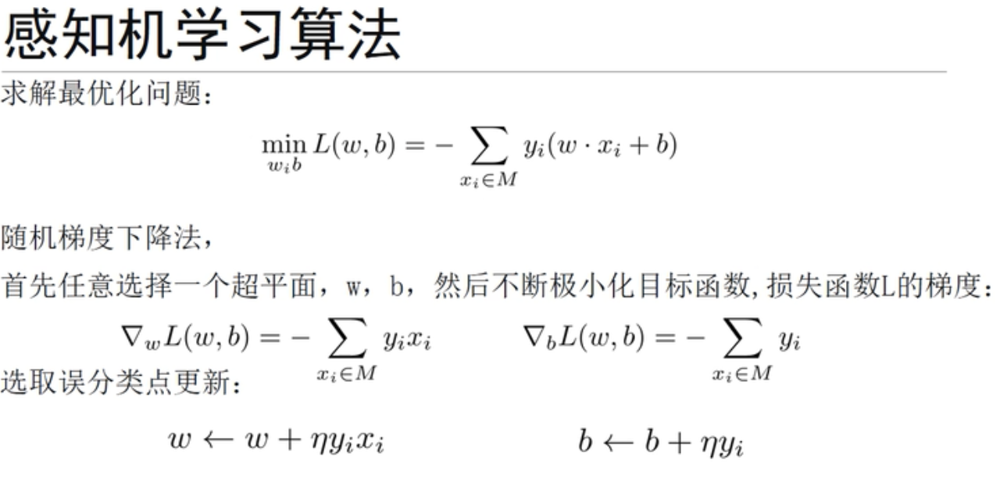 感知机学习算法
求解最优化问题：
$\min_{w_i b} L(w, b) = -\sum_{x_i \in M} y_i(w \cdot x_i + b)$
随机梯度下降法，
首先任意选择一个超平面，w，b，然后不断极小化目标函数,损失函数L的梯度：
$\nabla_w L(w, b) = -\sum_{x_i \in M} y_i x_i$ $\nabla_b L(w, b) = -\sum_{x_i \in M} y_i$
选取误分类点更新：
$w \leftarrow w + \eta y_i x_i$ $b \leftarrow b + \eta y_i$